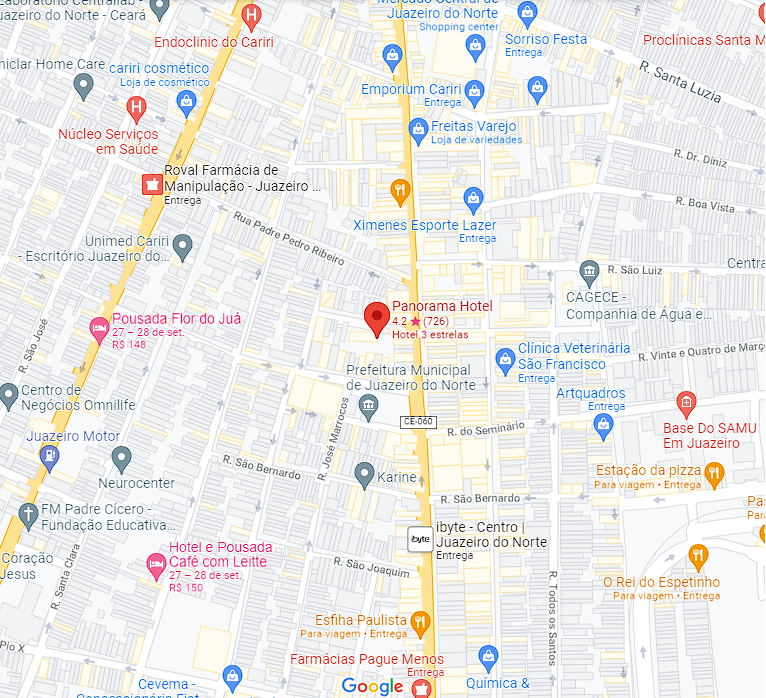 Laboratório Centrallab -
Juazeiro do Norte - Ceará
Endoclinic do Cariri
Mercado Central de
Juazeiro do Norte
Shopping center
Sorriso Festa
Entrega
Proclínicas Santa M
niclar Home Care
cariri cosmético
Loja de cosmético
Emporium Cariri
Entrega
R. Santa Luzia
Núcleo Serviços
em Saúde
Freitas Varejo
Loja de variedades
R. Dr. Diniz
Royal Farmácia de
Manipulação - Juazeiro ...
Entrega
R. Boa Vista
Rua Padre Pedro Ribeiro
Ximenes Esporte Lazer
Entrega
Unimed Cariri
- Escritório Juazeiro do...
R. São Luiz
Centra
CAGECE -
Companhia de Água e...
Panorama Hotel
4.2 ★ (726)
Hotel 3 estrelas
Pousada Flor do Juá
27 – 28 de set.
R$ 148
R. São José
Clínica Veterinária
São Francisco
Entrega
R. Vinte e Quatro de Març
Prefeitura Municipal
de Juazeiro do Norte
Artquadros
Entrega
Centro de
Negócios Omnilife
R. José Marrocos
CE-060
R. do Seminário
Base Do SAMU
Em Juazeiro
Juazeiro Motor
Neurocenter
R. São Bernardo
Karine
Estação da pizza
Para viagem • Entrega
R. São Bernardo
FM Padre Cícero -
Fundação Educativa...
Pas
Para
ibyte
ibyte - Centro |
Juazeiro do Norte
Entrega
Coração
Jesus
R. Santa Clara
Hotel e Pousada
Café com Leitte
27 – 28 de set.
R$ 150
R. São Joaquim
R. Todos os Santos
O Rei do Espetinho
Para viagem • Entrega
Esfiha Paulista
Para viagem • Entrega
Pio X
Farmácias Pague Menos
Entrega
Cevema -
Concessionária Fiat
Google
Química &